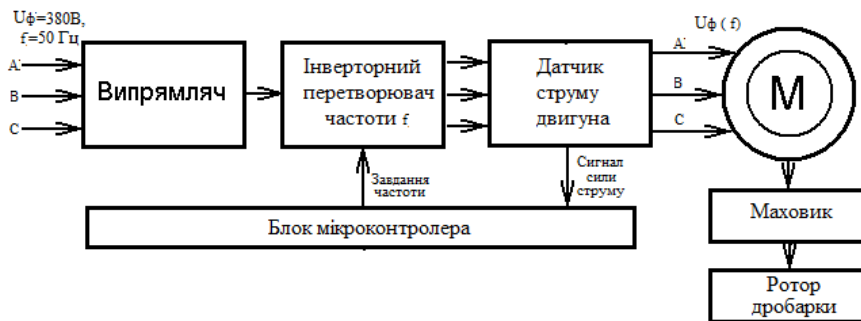 Uф=380В,
f=50 Гц
А
В
С
Випрямляч
Інверторний
перетворювач
частоти f
Датчик
струму
двигуна
Uф ( f )
А
В
С
М
Завдання
частоти
Сигнал
сили
струму
Блок мікроконтролера
Маховик
Ротор
дробарки